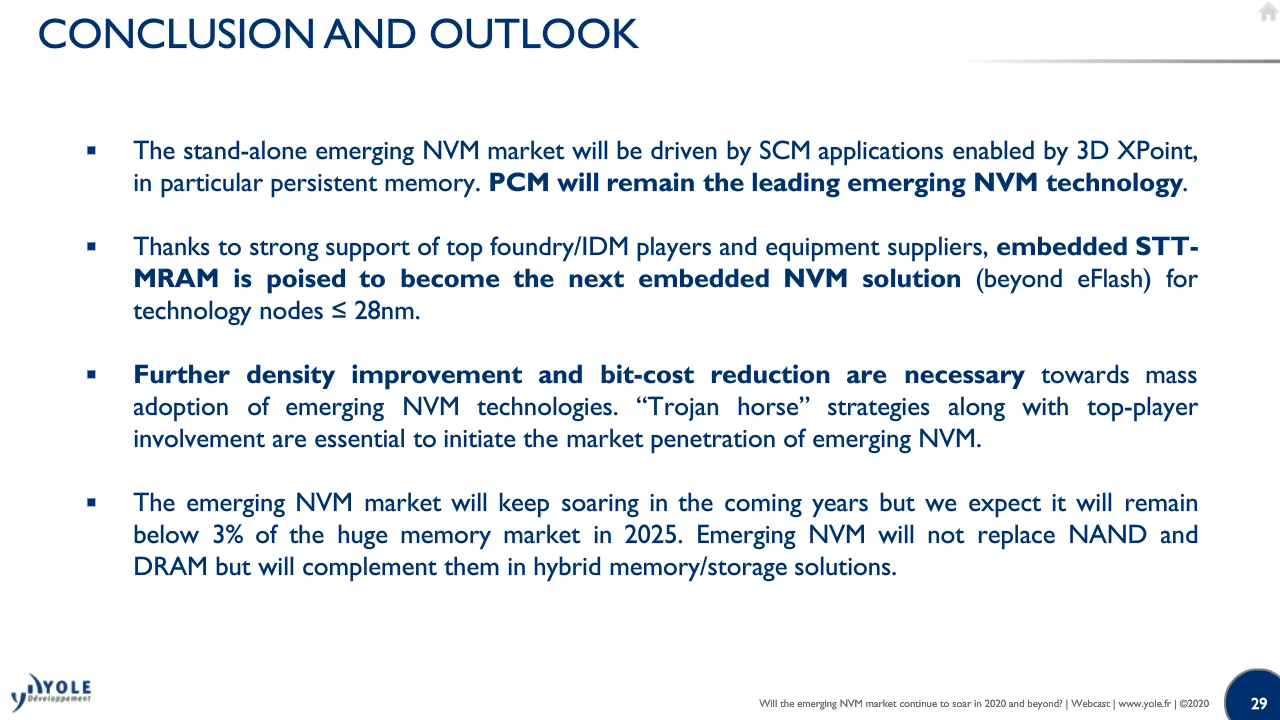 CONCLUSION AND OUTLOOK
▪ The stand-alone emerging NVM market will be driven by SCM applications enabled by 3D XPoint,
in particular persistent memory. PCM will remain the leading emerging NVM technology.
▪ Thanks to strong support of top foundry/IDM players and equipment suppliers, embedded STT-
MRAM is poised to become the next embedded NVM solution (beyond eFlash) for
technology nodes ≤ 28nm.
▪ Further density improvement and bit-cost reduction are necessary towards mass
adoption of emerging NVM technologies. “Trojan horse” strategies along with top-player
involvement are essential to initiate the market penetration of emerging NVM.
▪ The emerging NVM market will keep soaring in the coming years but we expect it will remain
below 3% of the huge memory market in 2025. Emerging NVM will not replace NAND and
DRAM but will complement them in hybrid memory/storage solutions.
YOLE
Développement
Will the emerging NVM market continue to soar in 2020 and beyond? | Webcast | www.yole.fr | ©2020
29